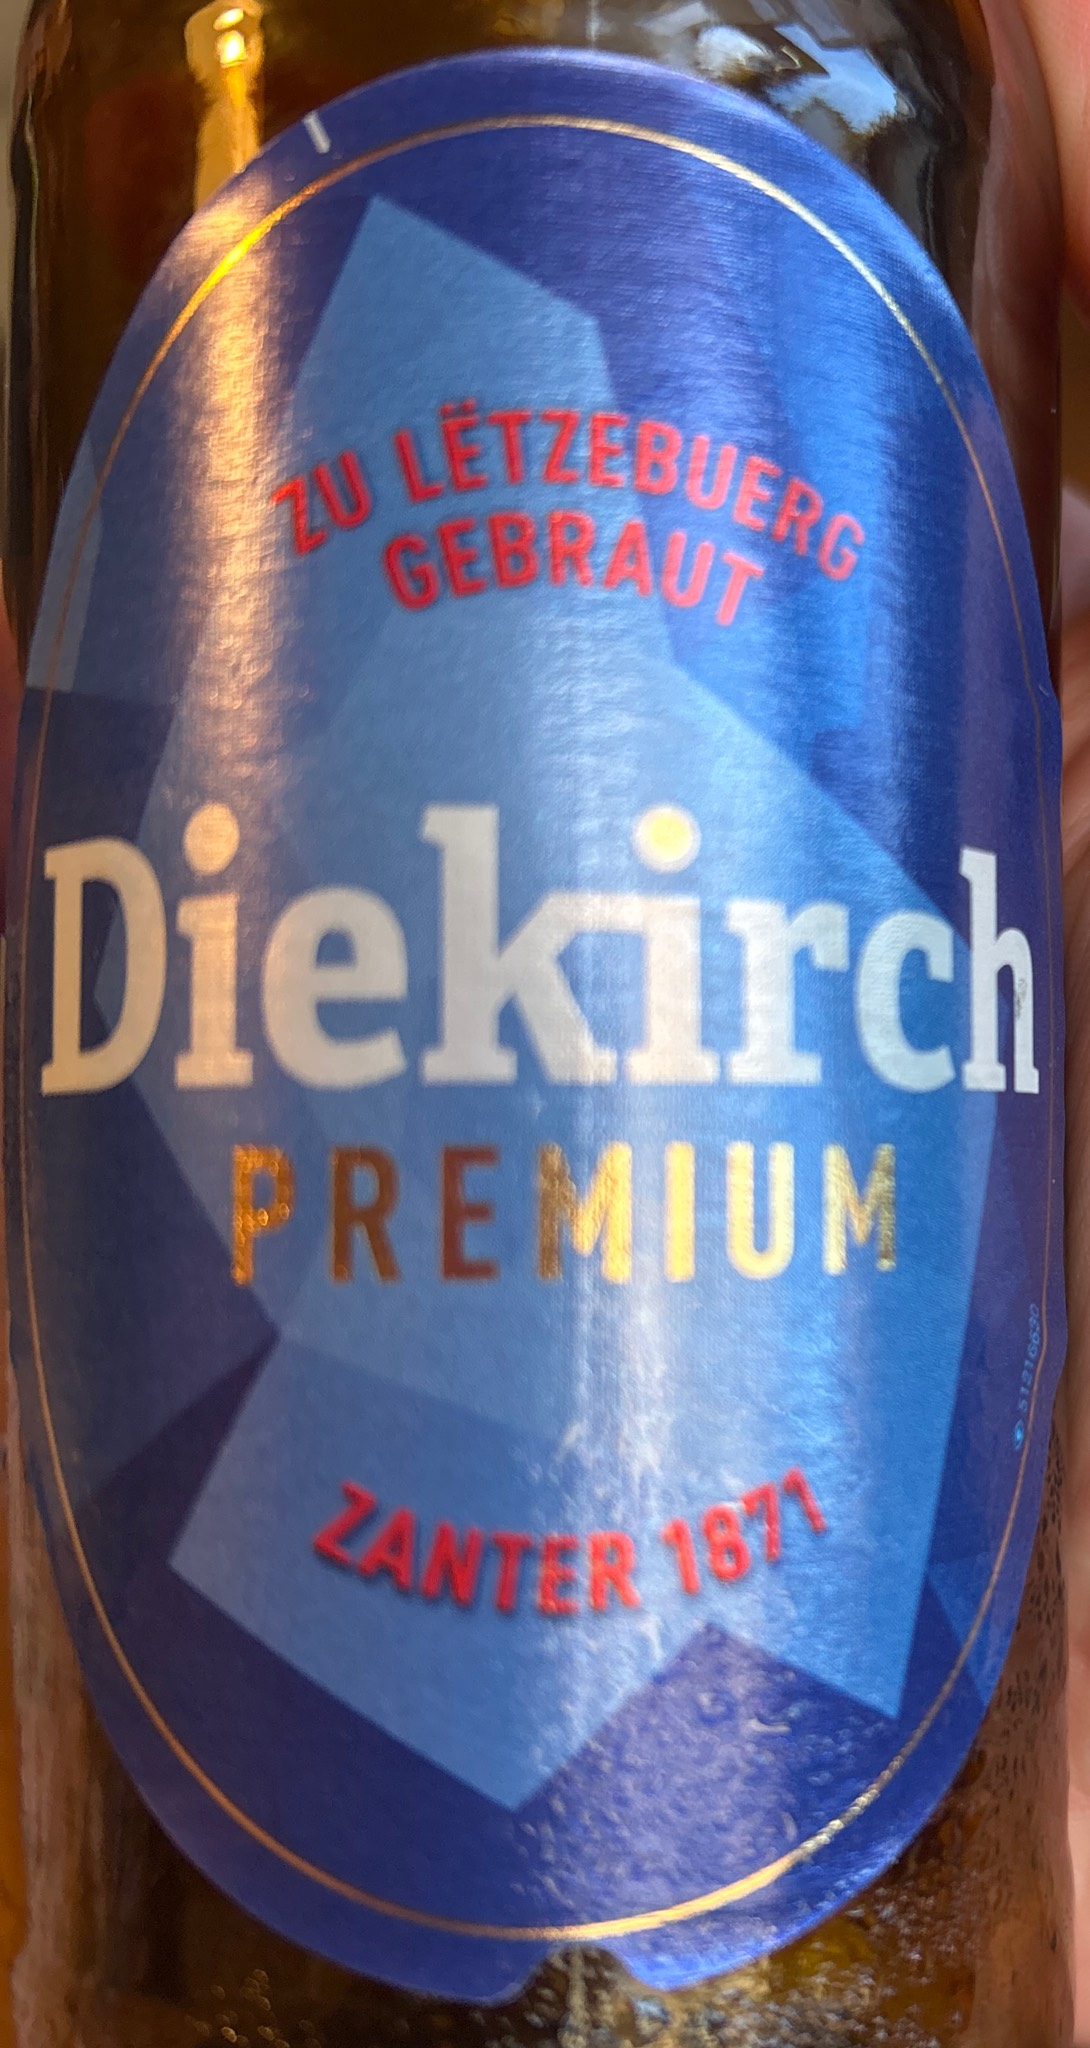 ZU LËTZEBUERG
GEBRAUT
Diekirch
PREMIUM
ZANTER 1871